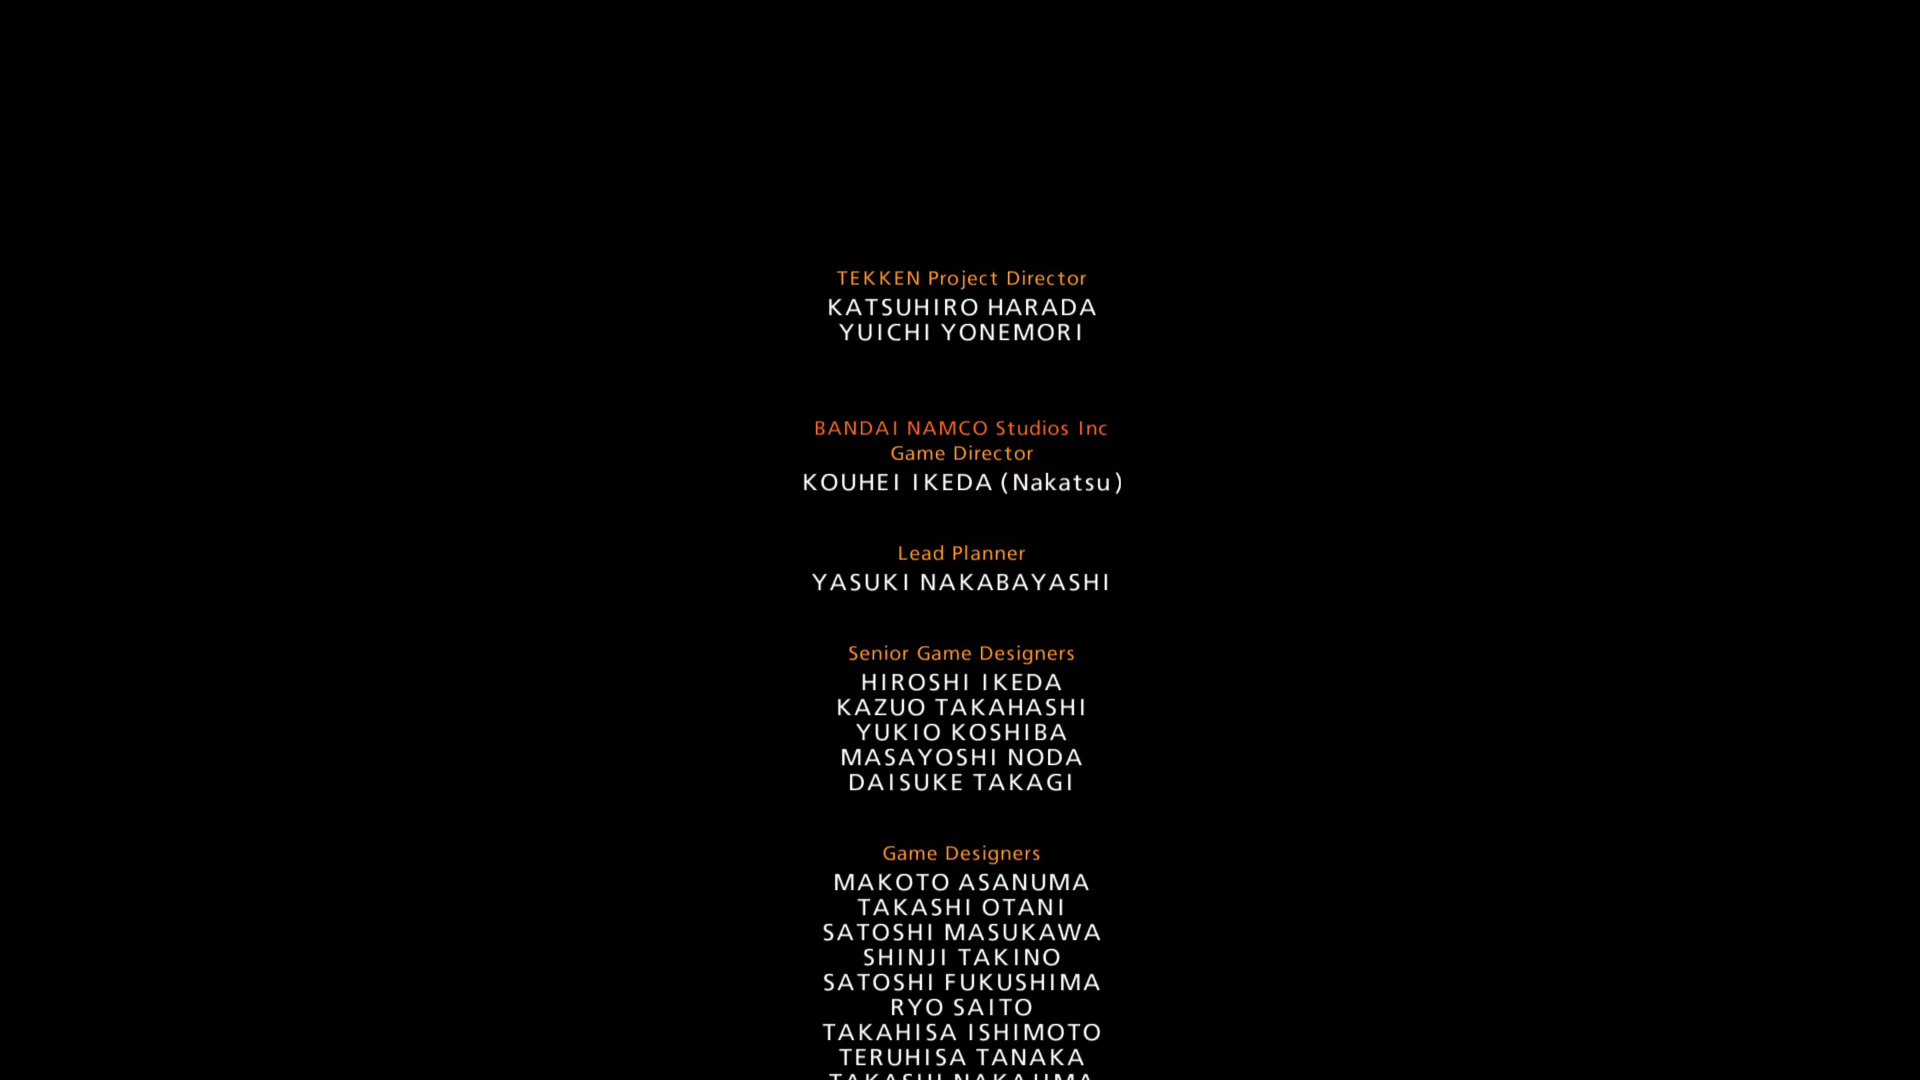 TEKKEN Project Director
KATSUHIRO HARADA
YUICHI YONEMORI
BANDAI NAMCO Studios Inc
Game Director
KOUHEI IKEDA (Nakatsu)
Lead Planner
YASUKI NAKABAYASHI
Senior Game Designers
HIROSHI IKEDA
KAZUO TAKAHASHI
YUKIO KOSHIBA
MASAYOSHI NODA
DAISUKE TAKAGI
Game Designers
MAKOTO ASANUMA
TAKASHI OTANI
SATOSHI MASUKAWA
SHINJI TAKINO
SATOSHI FUKUSHIMA
RYO SAITO
TAKAHISA ISHIMOTO
TERUHISA TANAKA
TAKASHI NAKAJIMA